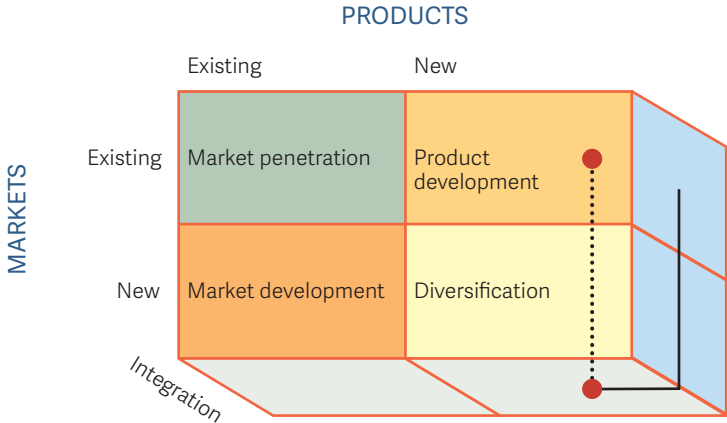 PRODUCTS
Existing
New
MARKETS
Existing
Market penetration
Product
development
New
Market development
Diversification
Integration